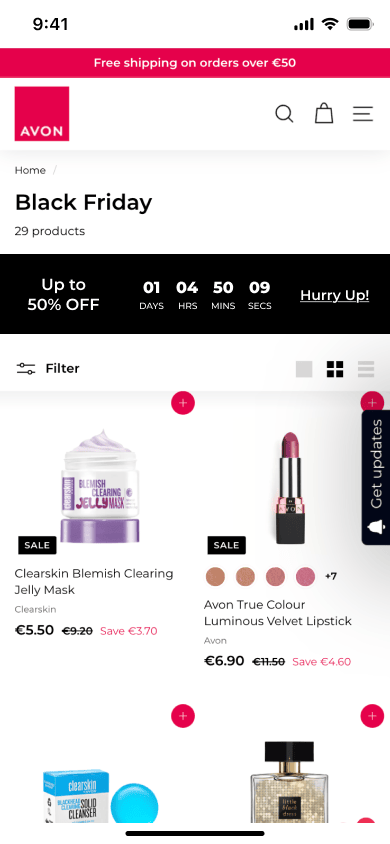 9:41
Free shipping on orders over €50
AVON
Home /
Black Friday
29 products
Up to
50% OFF
01 04 50 09
DAYS HRS MINS SECS
Hurry Up!
Filter
Get updates
clearskin
BLEMISH
CLEARING
JELLY MASK
AVON
SALE
SALE
+7
Clearskin Blemish Clearing
Jelly Mask
Clearskin
€5.50 €9.20 Save €3.70
Avon True Colour
Luminous Velvet Lipstick
Avon
€6.90 €11.50 Save €4.60
clearskin
BLACKHEAD
CLEARING
SOLID
CLEANSER
little
black
dress